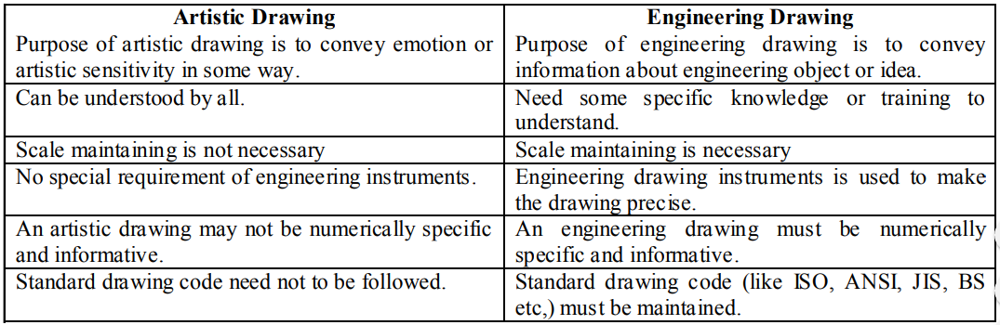 Artistic Drawing
Purpose of artistic drawing is to convey emotion or
artistic sensitivity in some way.
Engineering Drawing
Purpose of engineering drawing is to convey
information about engineering object or idea.
Can be understood by all.
Need some specific knowledge or training to
understand.
Scale maintaining is not necessary
Scale maintaining is necessary
No special requirement of engineering instruments.
Engineering drawing instruments is used to make
the drawing precise.
An artistic drawing may not be numerically specific
and informative.
An engineering drawing must be numerically
specific and informative.
Standard drawing code need not to be followed.
Standard drawing code (like ISO, ANSI, JIS, BS
etc,) must be maintained.